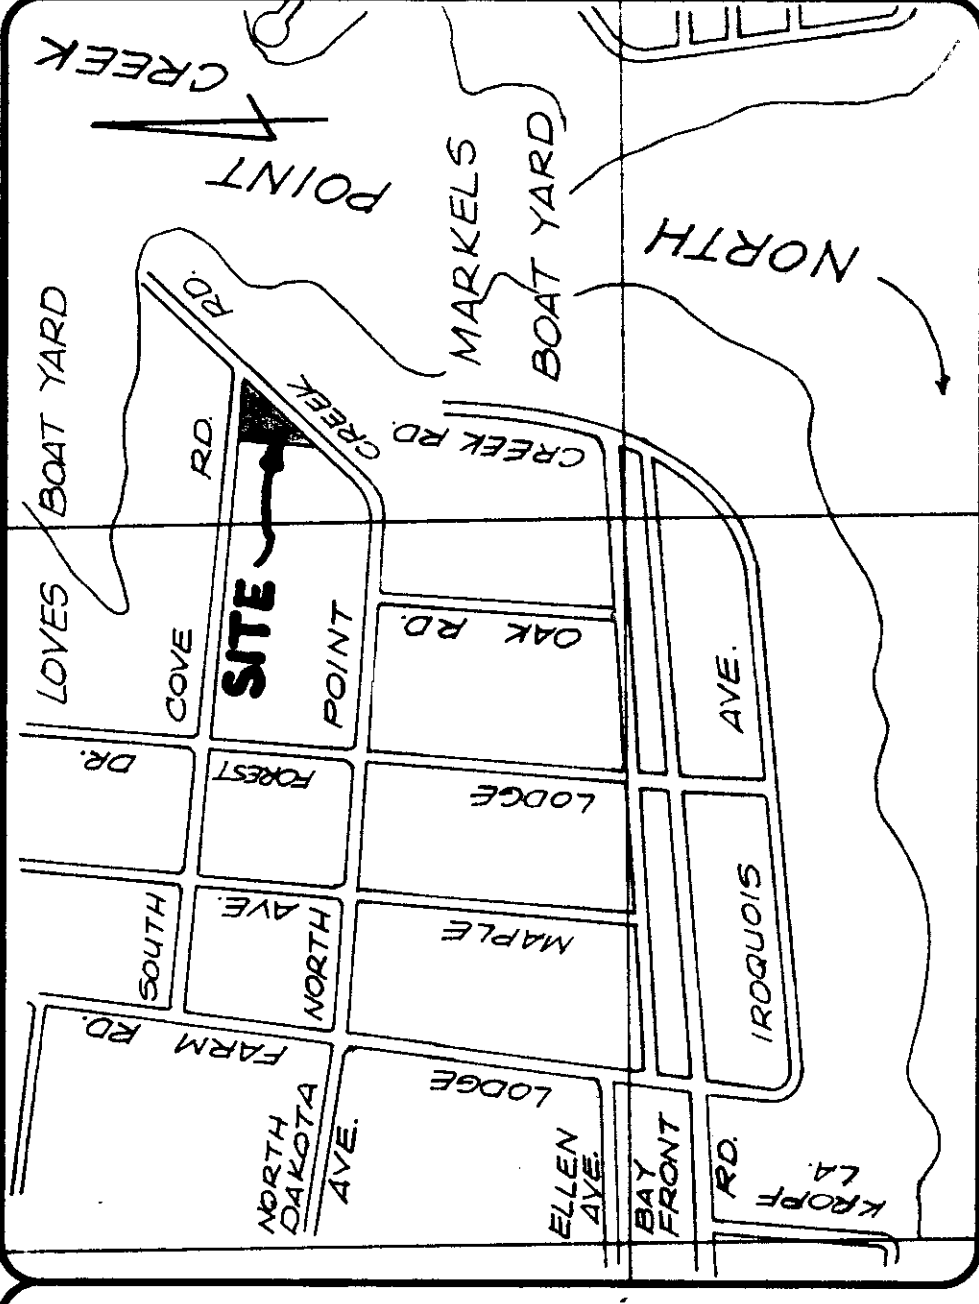 CREEK
POINT
NORTH
MARKELS
BOAT YARD
LOVES BOAT YARD
RD.
CREEK
CREEK RD.
COVE RD.
SITE
POINT
OAK RD.
AVE.
DR.
FOREST
LODGE
SOUTH
AVE.
NORTH
MAPLE
IROQUOIS
FARM RD.
LODGE
NORTH
DAKOTA
AVE.
ELLEN
AVE.
BAY
FRONT
RD.
KROPF
LA.